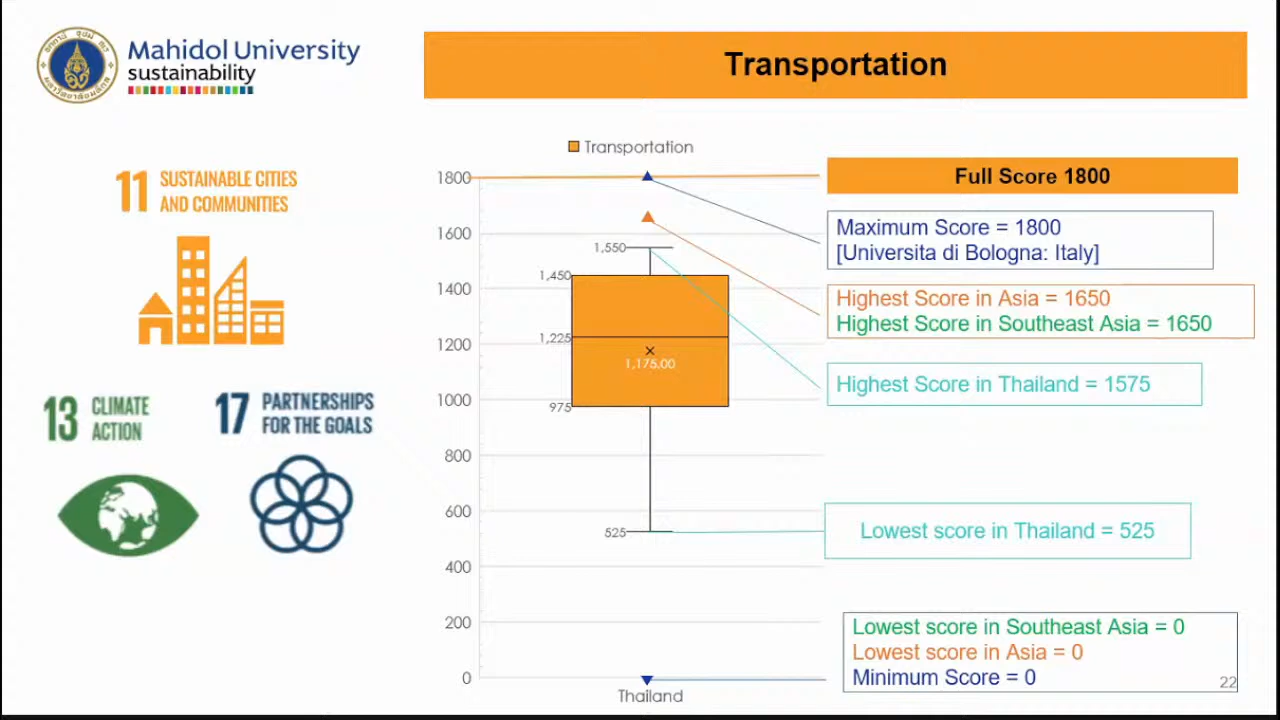 Mahidol University
sustainability
Transportation
11 SUSTAINABLE CITIES
AND COMMUNITIES
13 CLIMATE
ACTION
17 PARTNERSHIPS
FOR THE GOALS
Transportation
1800
1600
1400
1200
1000
800
600
400
200
0
1,550
1,450
1,225
1,175.00
975
525
Thailand
Full Score 1800
Maximum Score = 1800
[Universita di Bologna: Italy]
Highest Score in Asia = 1650
Highest Score in Southeast Asia = 1650
Highest Score in Thailand = 1575
Lowest score in Thailand = 525
Lowest score in Southeast Asia = 0
Lowest score in Asia = 0
Minimum Score = 0
22